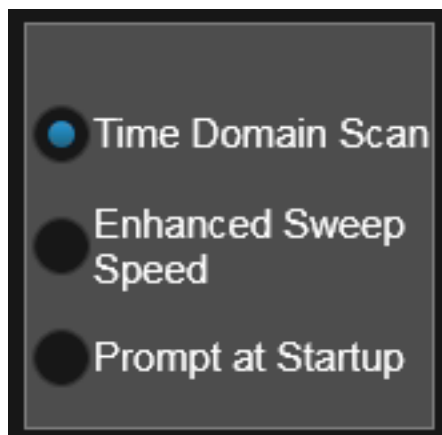 Time Domain Scan
Enhanced Sweep
Speed
Prompt at Startup